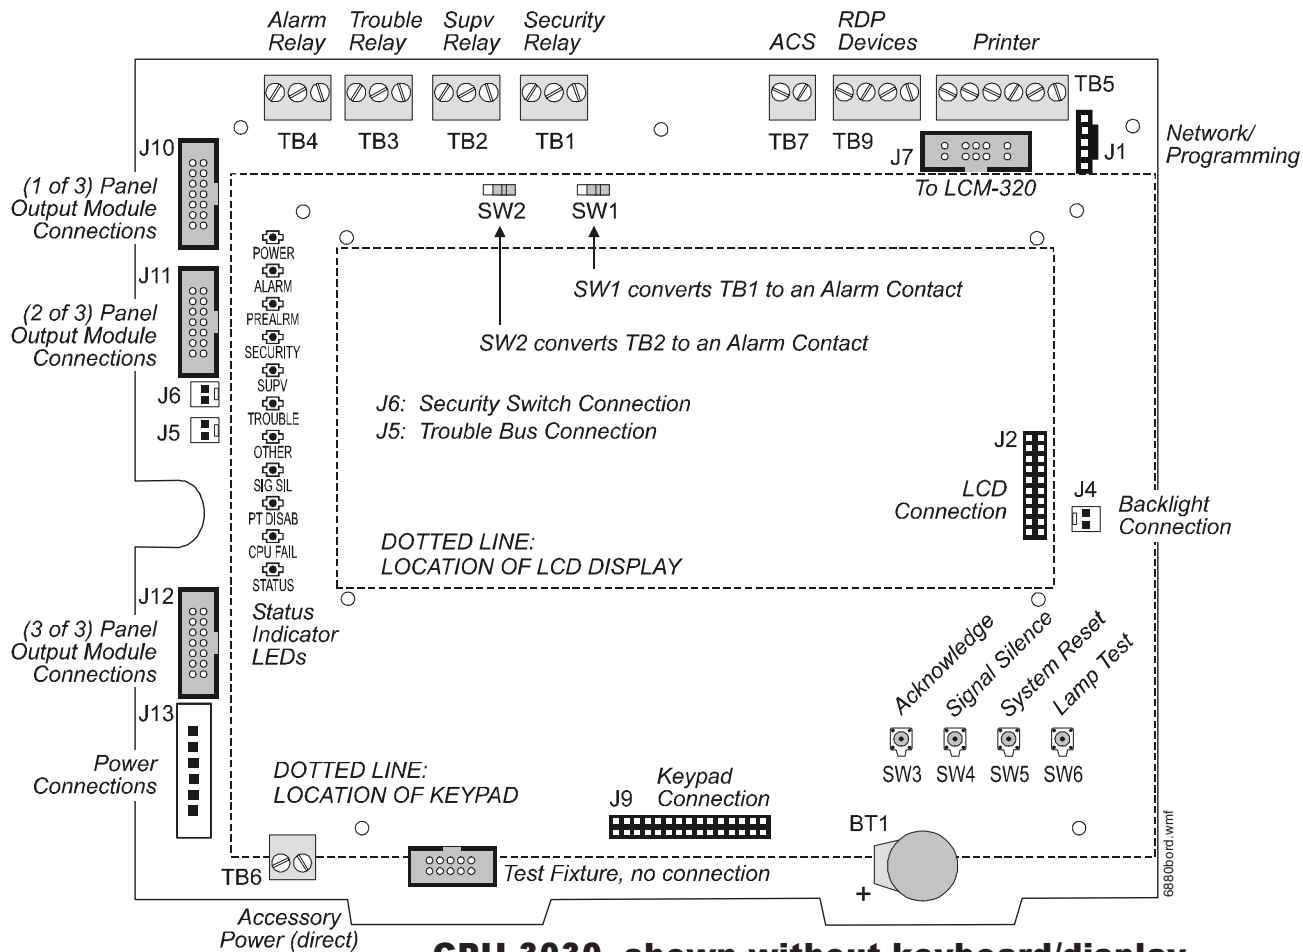 Alarm
Relay
Trouble
Relay
Supv
Relay
Security
Relay
ACS
RDP
Devices
Printer
TB4
TB3
TB2
TB1
TB7
TB9
TB5
J7
J1
To LCM-320
Network/
Programming
J10
(1 of 3) Panel
Output Module
Connections
J11
(2 of 3) Panel
Output Module
Connections
J6
J5
SW2
SW1
SW1 converts TB1 to an Alarm Contact
SW2 converts TB2 to an Alarm Contact
J6: Security Switch Connection
J5: Trouble Bus Connection
POWER
ALARM
PREALRM
SECURITY
SUPV
TROUBLE
OTHER
SIG SIL
PT DISAB
CPU FAIL
STATUS
Status
Indicator
LEDs
J2
LCD
Connection
J4
Backlight
Connection
DOTTED LINE:
LOCATION OF LCD DISPLAY
J12
(3 of 3) Panel
Output Module
Connections
J13
Power
Connections
Acknowledge
Signal Silence
System Reset
Lamp Test
SW3
SW4
SW5
SW6
DOTTED LINE:
LOCATION OF KEYPAD
Keypad
Connection
J9
BT1
+
TB6
Test Fixture, no connection
Accessory
Power (direct)
6880bord.wmf
CPU-3030, shown without keyboard/display